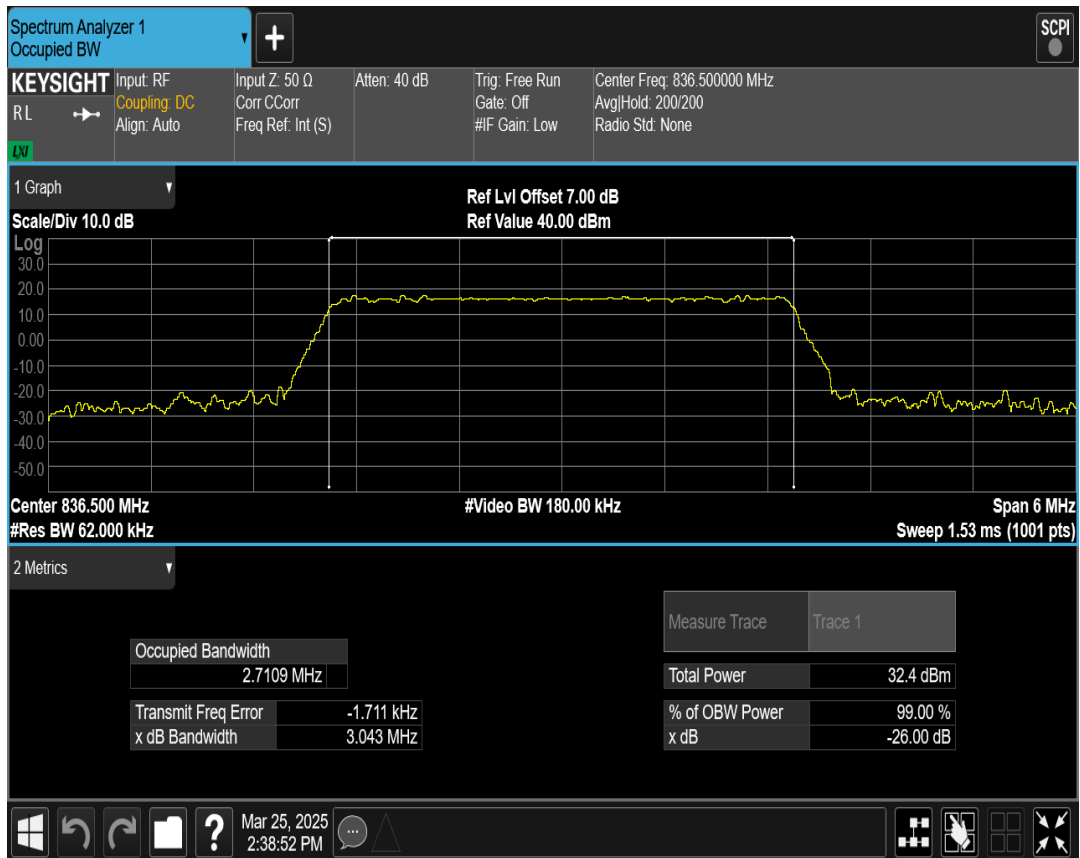 Spectrum Analyzer 1
Occupied BW
+
SCPI
KEYSIGHT
RL
LXI
Input: RF
Coupling: DC
Align: Auto
Input Z: 50 Ω
Corr CCorr
Freq Ref: Int (S)
Atten: 40 dB
Trig: Free Run
Gate: Off
#IF Gain: Low
Center Freq: 836.500000 MHz
Avg|Hold: 200/200
Radio Std: None
1 Graph
Scale/Div 10.0 dB
Ref Lvl Offset 7.00 dB
Ref Value 40.00 dBm
Log
30.0
20.0
10.0
0.00
-10.0
-20.0
-30.0
-40.0
-50.0
Center 836.500 MHz
#Res BW 62.000 kHz
#Video BW 180.00 kHz
Span 6 MHz
Sweep 1.53 ms (1001 pts)
2 Metrics
Measure Trace Trace 1
Occupied Bandwidth
2.7109 MHz
Total Power 32.4 dBm
Transmit Freq Error -1.711 kHz
% of OBW Power 99.00 %
x dB Bandwidth 3.043 MHz
x dB -26.00 dB
?
Mar 25, 2025
2:38:52 PM